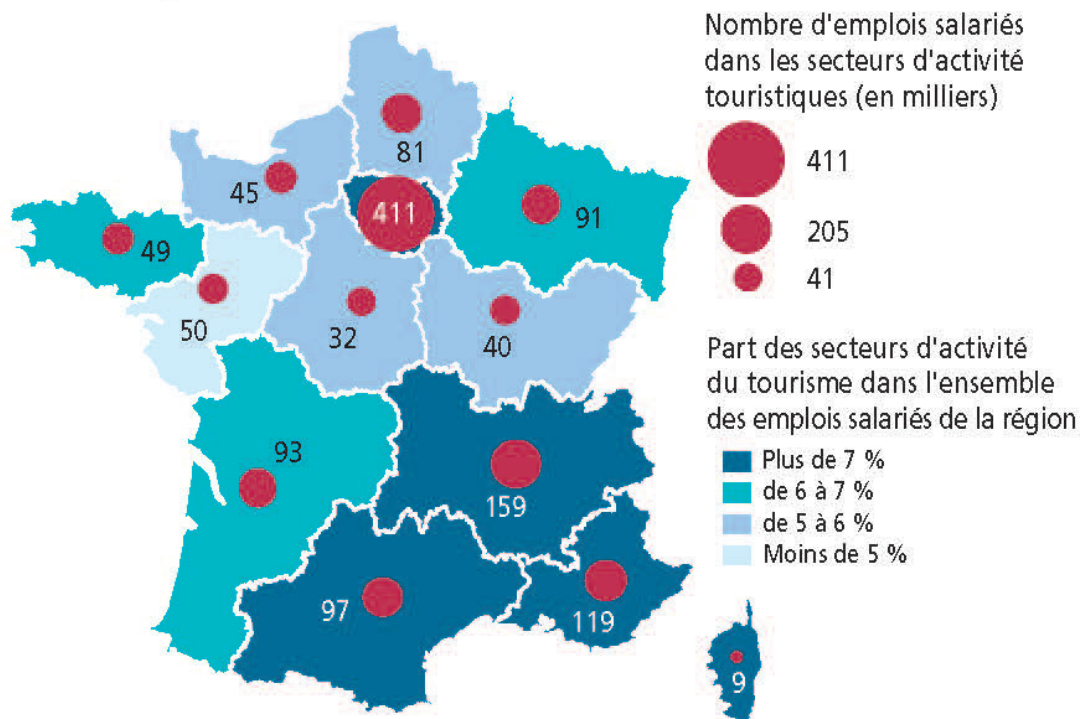 Nombre d'emplois salariés
dans les secteurs d'activité
touristiques (en milliers)
411
205
41
Part des secteurs d'activité
du tourisme dans l'ensemble
des emplois salariés de la région
Plus de 7 %
de 6 à 7 %
de 5 à 6 %
Moins de 5 %
81
45
411
91
49
50
32
40
93
159
97
119
9